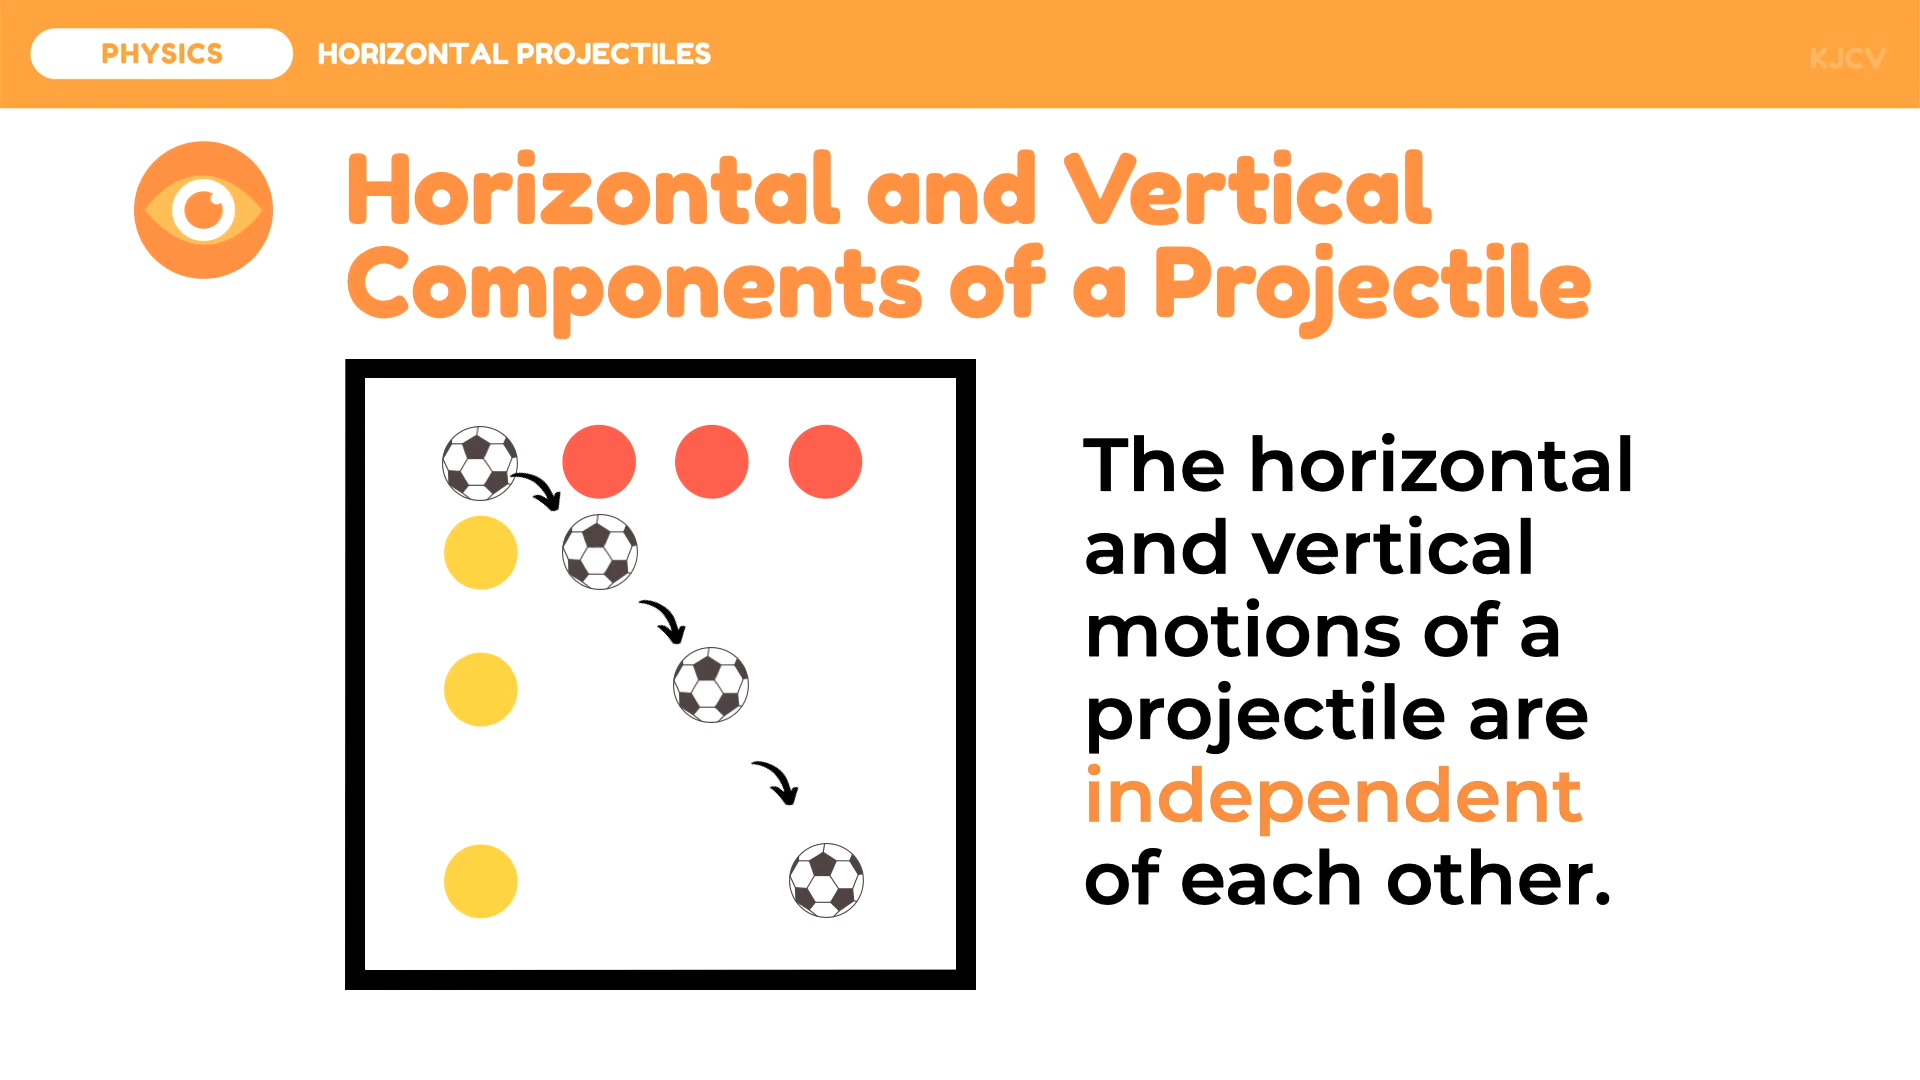 PHYSICS
HORIZONTAL PROJECTILES
KJCV
Horizontal and Vertical
Components of a Projectile
The horizontal
and vertical
motions of a
projectile are
independent
of each other.